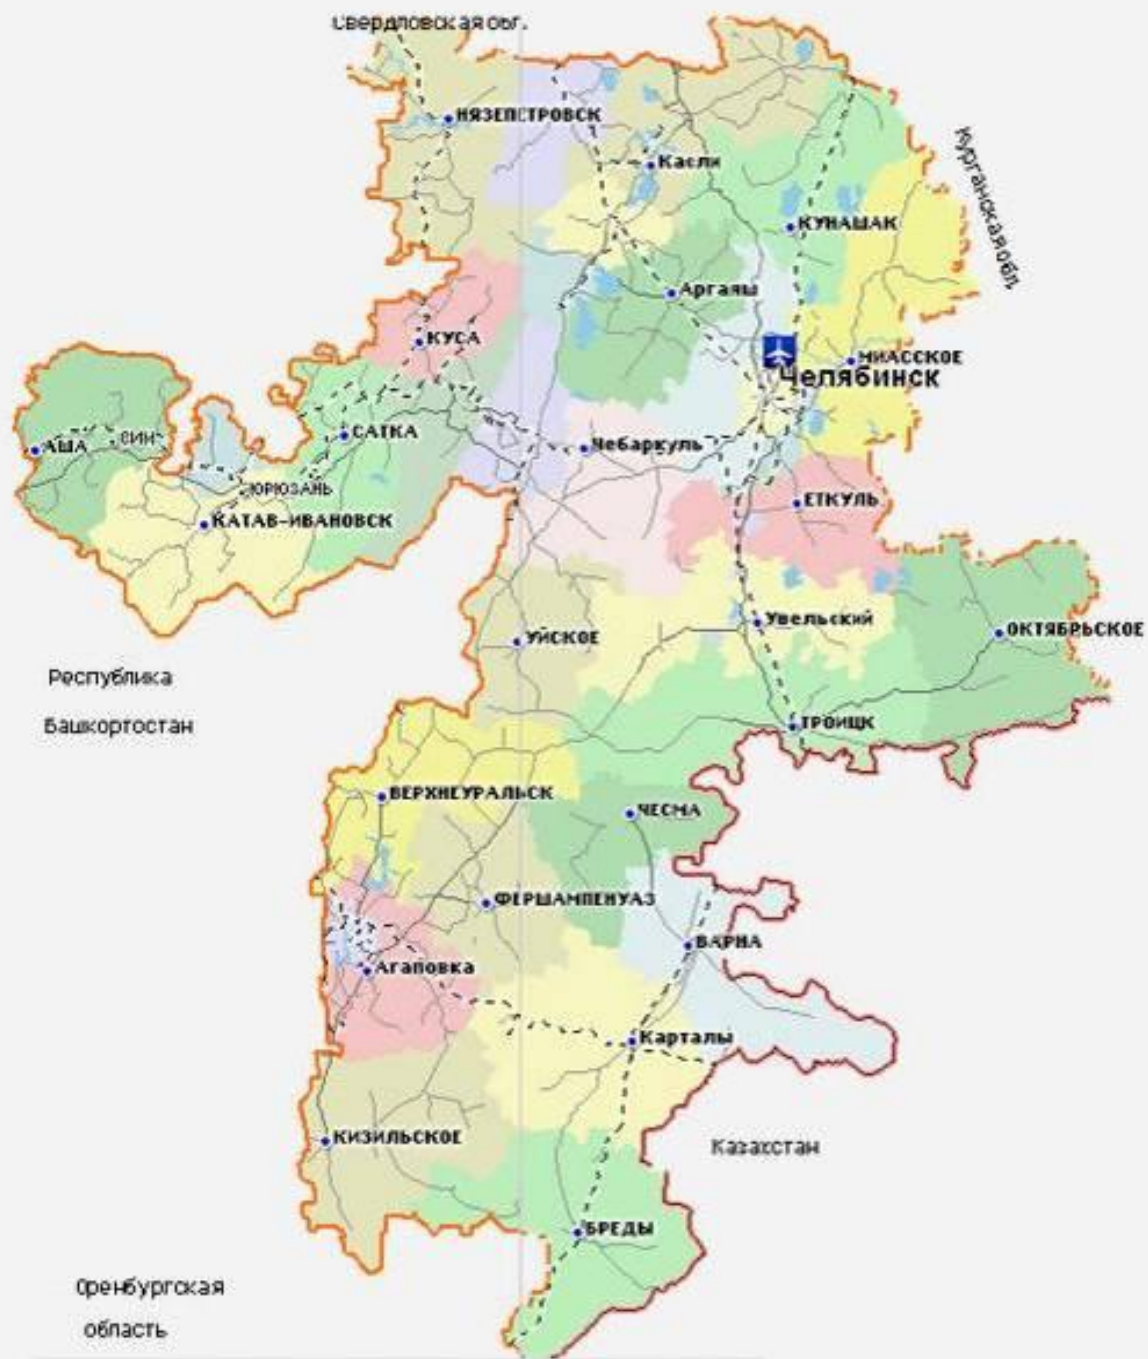 Свердловская обл.
НЯЗЕПЕТРОВСК
Касли
Курганская обл
КУНАШАК
Аргаяш
КУСА
МИАССКОЕ
Челябинск
АША
СИМ
САТКА
Чебаркуль
ЮРЮЗАНЬ
ЕТКУЛЬ
КАТАВ-ИВАНОВСК
Увельский
УЙСКОЕ
ОКТЯБРЬСКОЕ
Республика
Башкортостан
ТРОИЦК
ВЕРХНЕУРАЛЬСК
ЧЕСМА
ФЕРШАМПЕНУАЗ
ВАРНА
Агаповка
Карталы
КИЗИЛЬСКОЕ
Казахстан
БРЕДЫ
Оренбургская
область